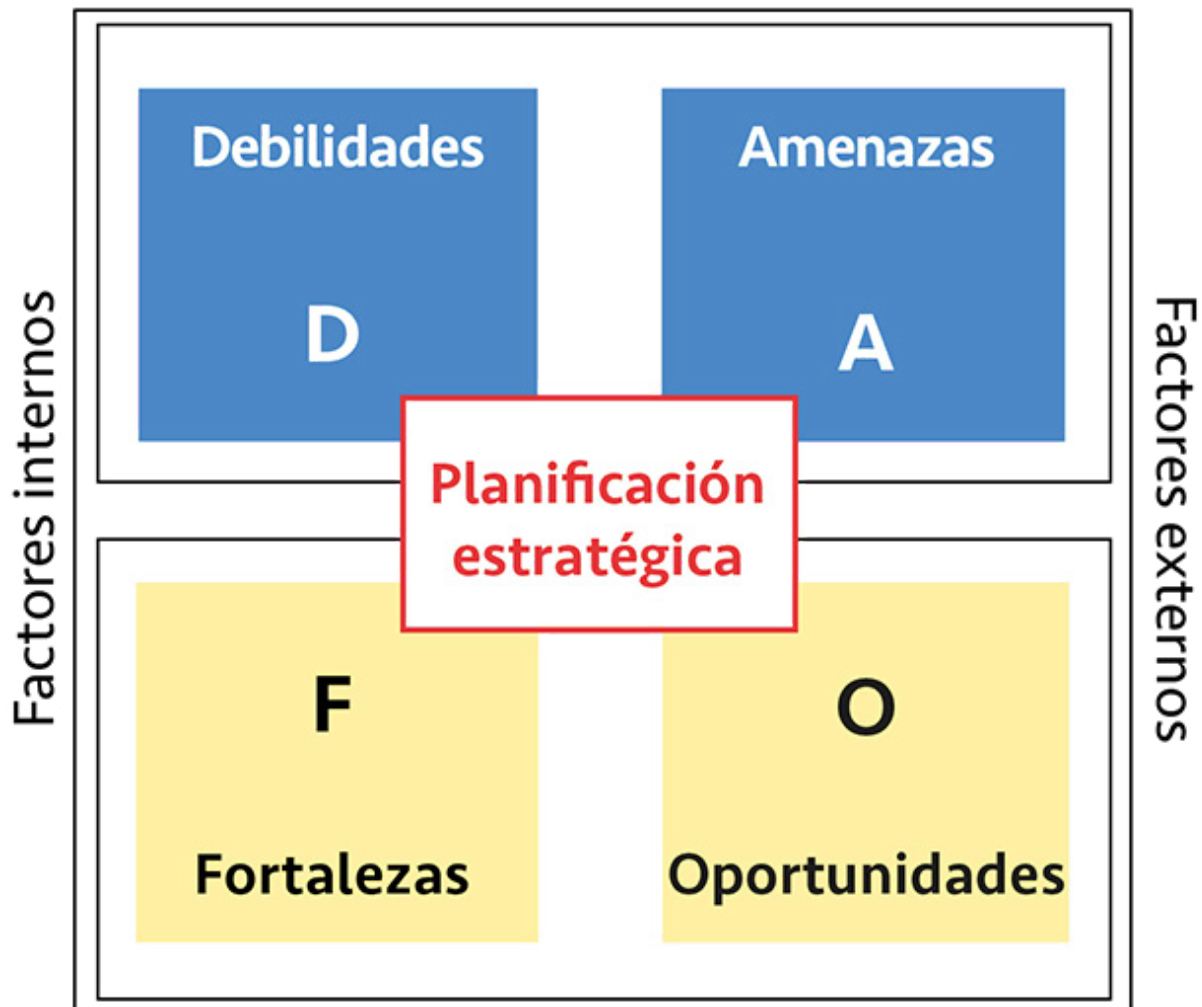 Debilidades
D
Amenazas
A
Factores internos
Planificación
estratégica
Factores externos
F
Fortalezas
O
Oportunidades